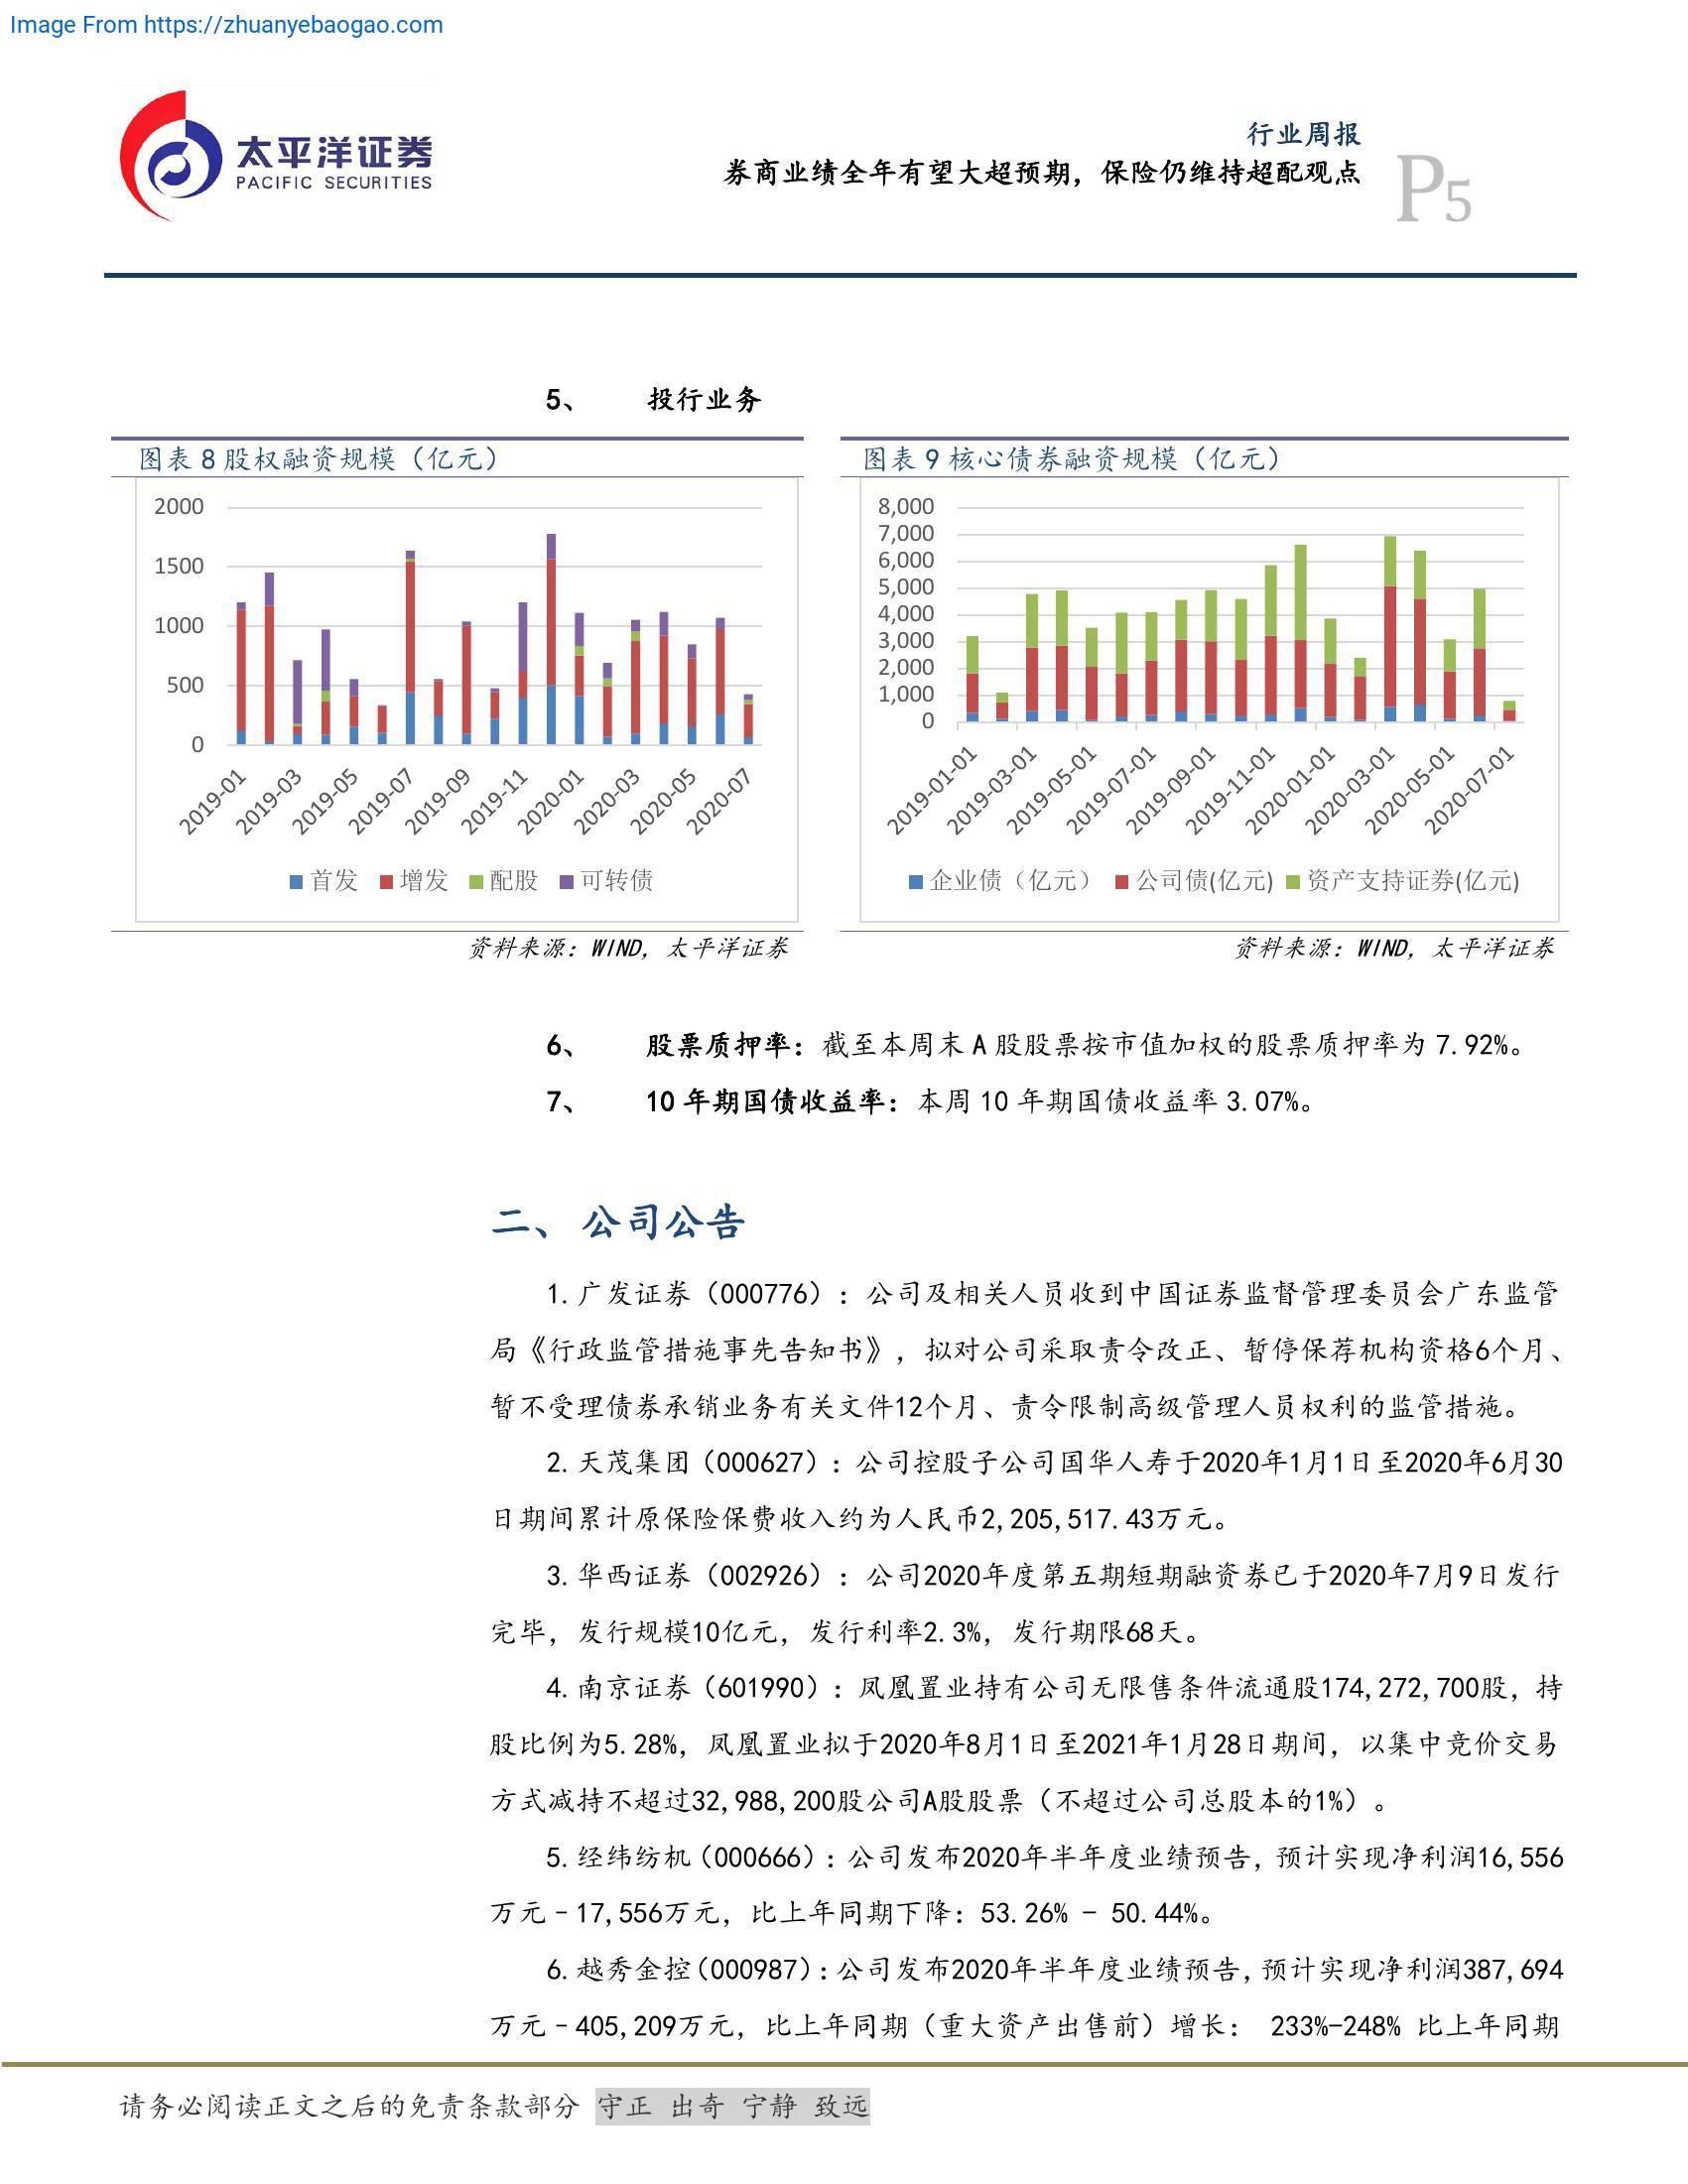 Image From https://zhuanyebaogao.com
太平洋证券
PACIFIC SECURITIES
行业周报
券商业绩全年有望大超预期，保险仍维持超配观点
P5
5、 投行业务
图表 8 股权融资规模（亿元）
2000
1500
1000
500
0
2019-01
2019-03
2019-05
2019-07
2019-09
2019-11
2020-01
2020-03
2020-05
2020-07
首发 增发 配股 可转债
资料来源：WIND，太平洋证券
图表 9 核心债券融资规模（亿元）
8,000
7,000
6,000
5,000
4,000
3,000
2,000
1,000
0
2019-01-01
2019-03-01
2019-05-01
2019-07-01
2019-09-01
2019-11-01
2020-01-01
2020-03-01
2020-05-01
2020-07-01
企业债（亿元） 公司债(亿元) 资产支持证券(亿元)
资料来源：WIND，太平洋证券
6、 股票质押率：截至本周末 A 股股票按市值加权的股票质押率为 7.92%。
7、 10 年期国债收益率：本周 10 年期国债收益率 3.07%。
二、 公司公告
1.广发证券（000776）：公司及相关人员收到中国证券监督管理委员会广东监管
局《行政监管措施事先告知书》，拟对公司采取责令改正、暂停保荐机构资格6个月、
暂不受理债券承销业务有关文件12个月、责令限制高级管理人员权利的监管措施。
2.天茂集团（000627）：公司控股子公司国华人寿于2020年1月1日至2020年6月30
日期间累计原保险保费收入约为人民币2,205,517.43万元。
3.华西证券（002926）：公司2020年度第五期短期融资券已于2020年7月9日发行
完毕，发行规模10亿元，发行利率2.3%，发行期限68天。
4.南京证券（601990）：凤凰置业持有公司无限售条件流通股174,272,700股，持
股比例为5.28%，凤凰置业拟于2020年8月1日至2021年1月28日期间，以集中竞价交易
方式减持不超过32,988,200股公司A股股票（不超过公司总股本的1%）。
5.经纬纺机（000666）：公司发布2020年半年度业绩预告，预计实现净利润16,556
万元–17,556万元，比上年同期下降：53.26% - 50.44%。
6.越秀金控（000987）：公司发布2020年半年度业绩预告，预计实现净利润387,694
万元–405,209万元，比上年同期（重大资产出售前）增长： 233%-248% 比上年同期
请务必阅读正文之后的免责条款部分 守正 出奇 宁静 致远